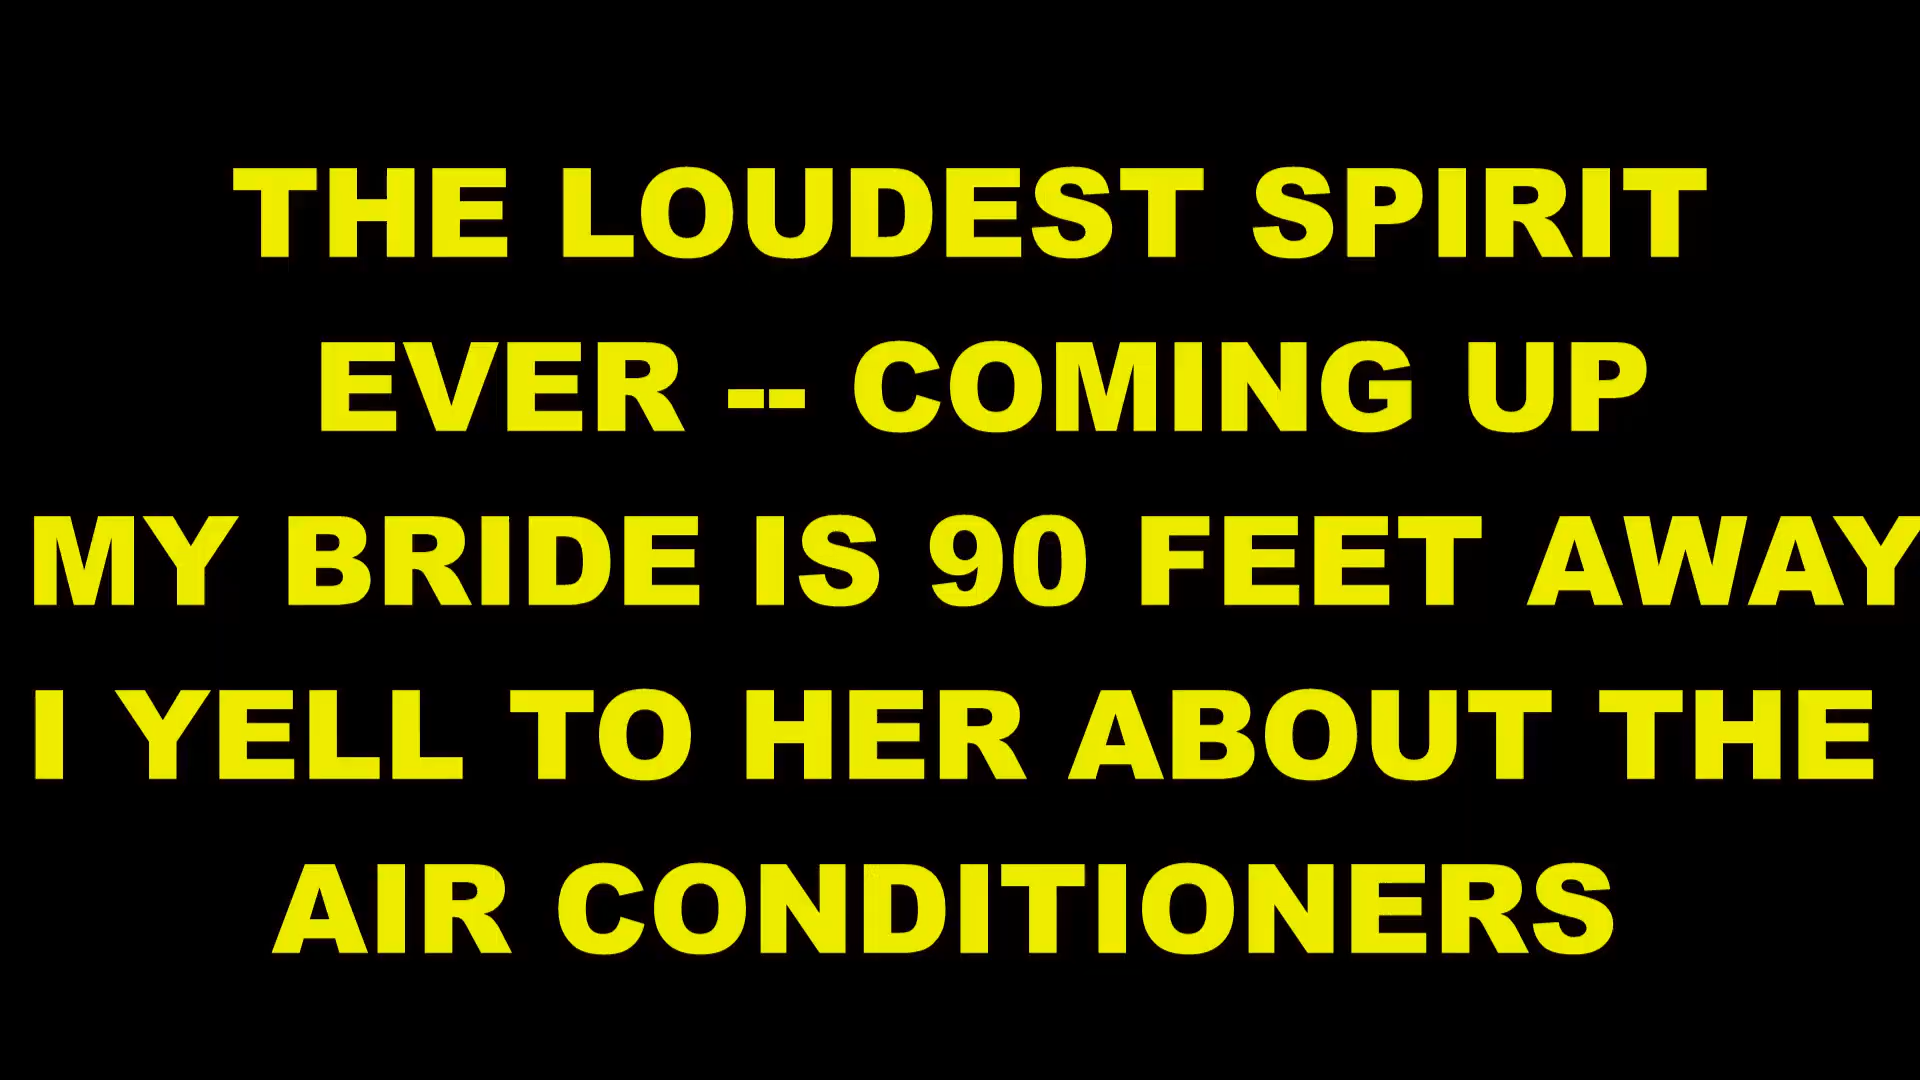 THE LOUDEST SPIRIT
EVER -- COMING UP
MY BRIDE IS 90 FEET AWAY
I YELL TO HER ABOUT THE
AIR CONDITIONERS